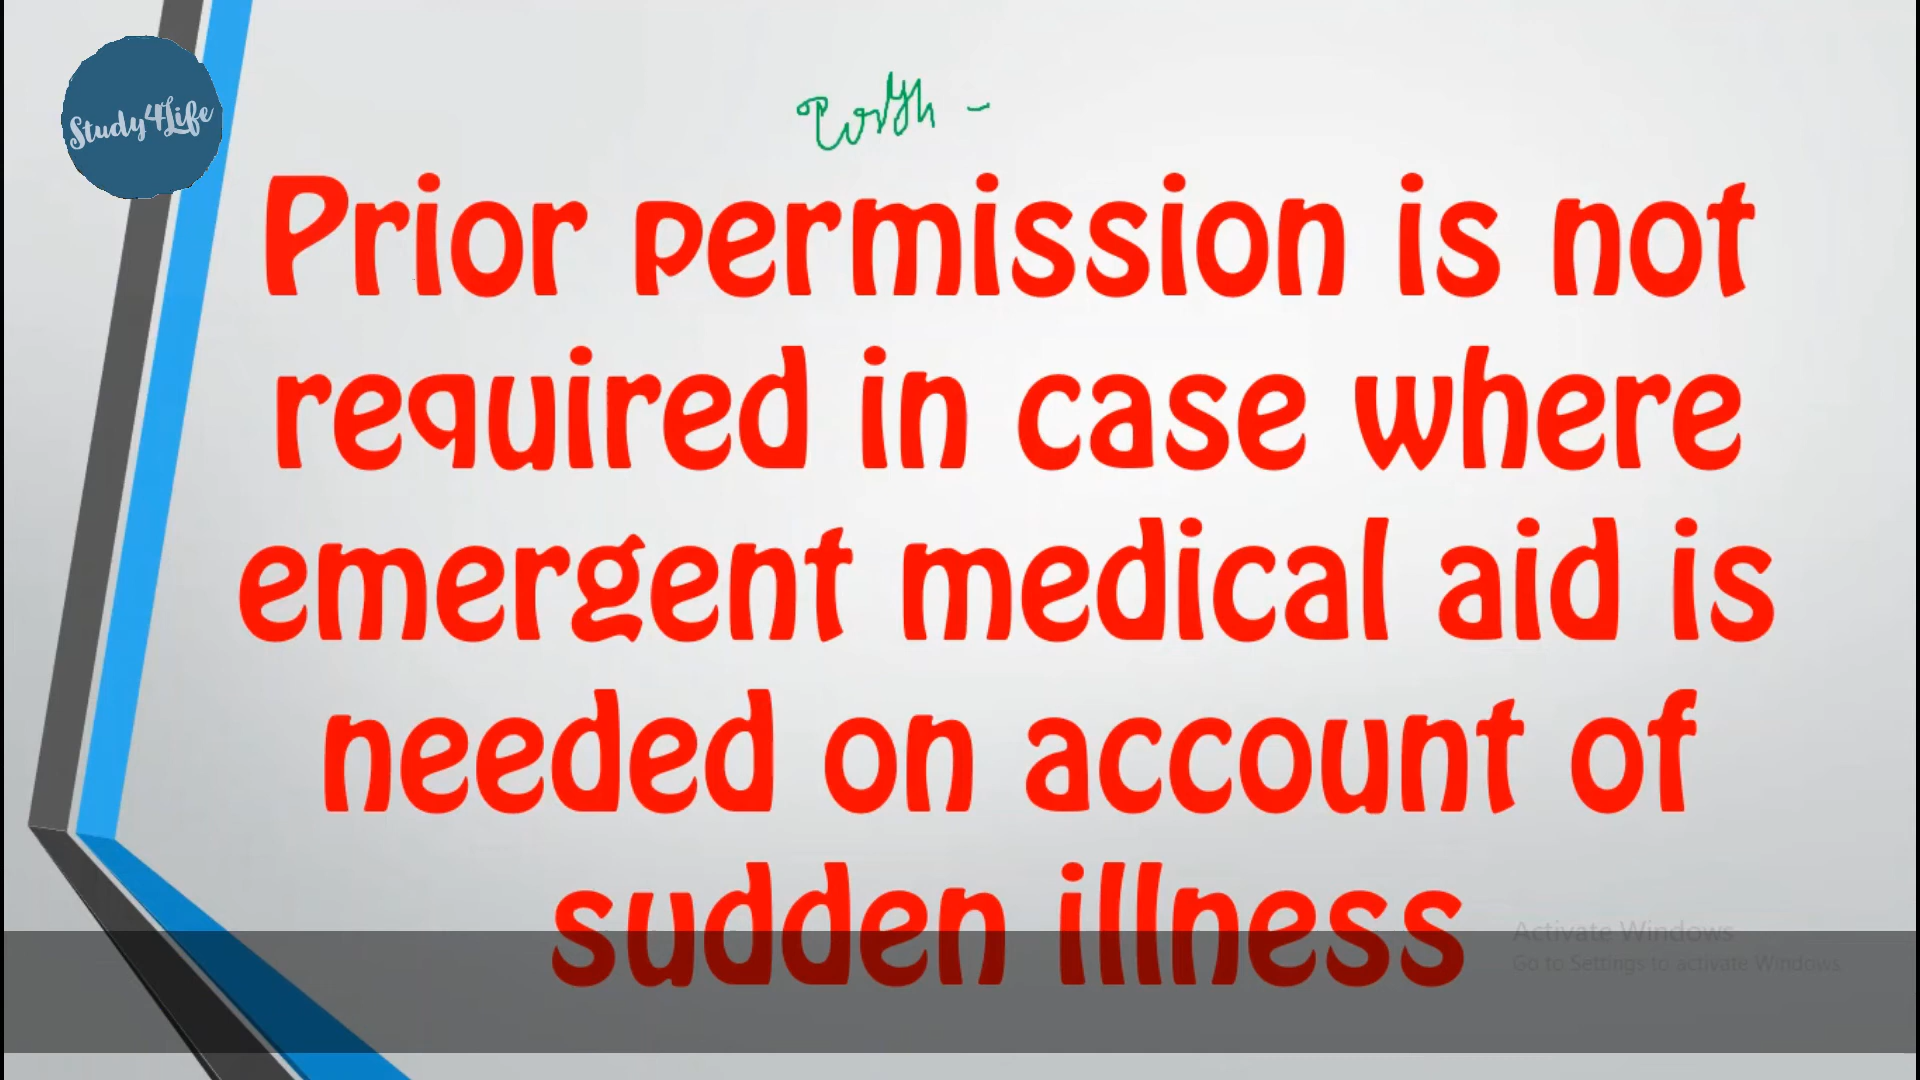 Study4Life
Prior permission is not
required in case where
emergent medical aid is
needed on account of
sudden illness
Activate Windows
Go to Settings to activate Windows.